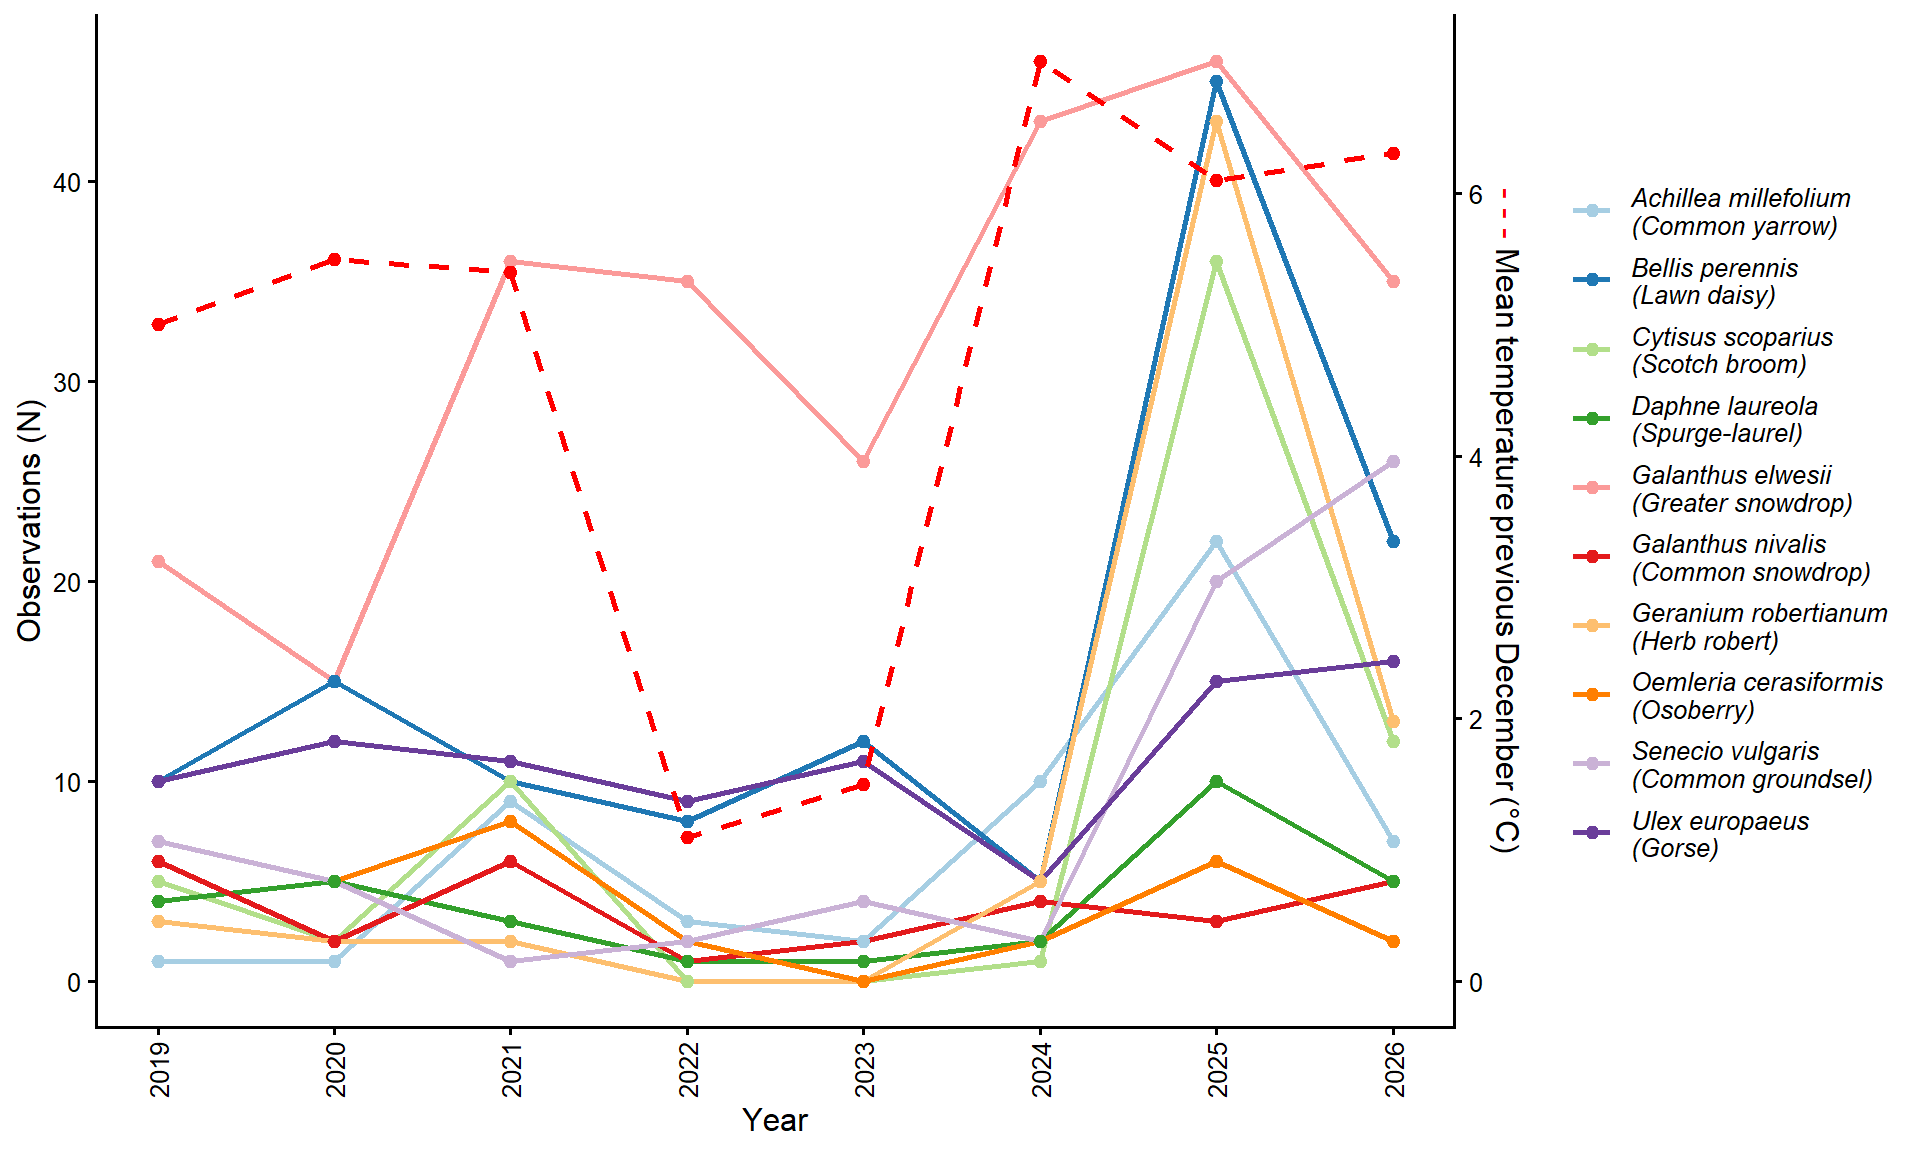 Observations (N)
40
30
20
10
0
2019
2020
2021
2022
2023
2024
2025
2026
Year
6
4
2
0
--- Mean temperature previous December (°C)
Achillea millefolium
(Common yarrow)
Bellis perennis
(Lawn daisy)
Cytisus scoparius
(Scotch broom)
Daphne laureola
(Spurge-laurel)
Galanthus elwesii
(Greater snowdrop)
Galanthus nivalis
(Common snowdrop)
Geranium robertianum
(Herb robert)
Oemleria cerasiformis
(Osoberry)
Senecio vulgaris
(Common groundsel)
Ulex europaeus
(Gorse)